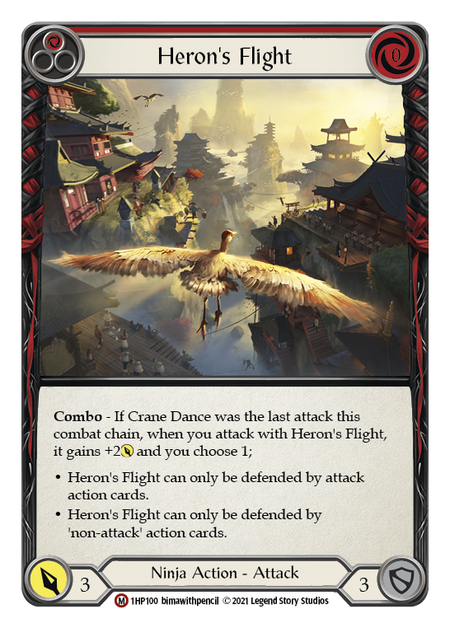 Heron's Flight
0
Combo - If Crane Dance was the last attack this
combat chain, when you attack with Heron's Flight,
it gains +2 and you choose 1;
• Heron's Flight can only be defended by attack
action cards.
• Heron's Flight can only be defended by
'non-attack' action cards.
3
Ninja Action - Attack
3
M 1HP100 bimawithpencil ©2021 Legend Story Studios